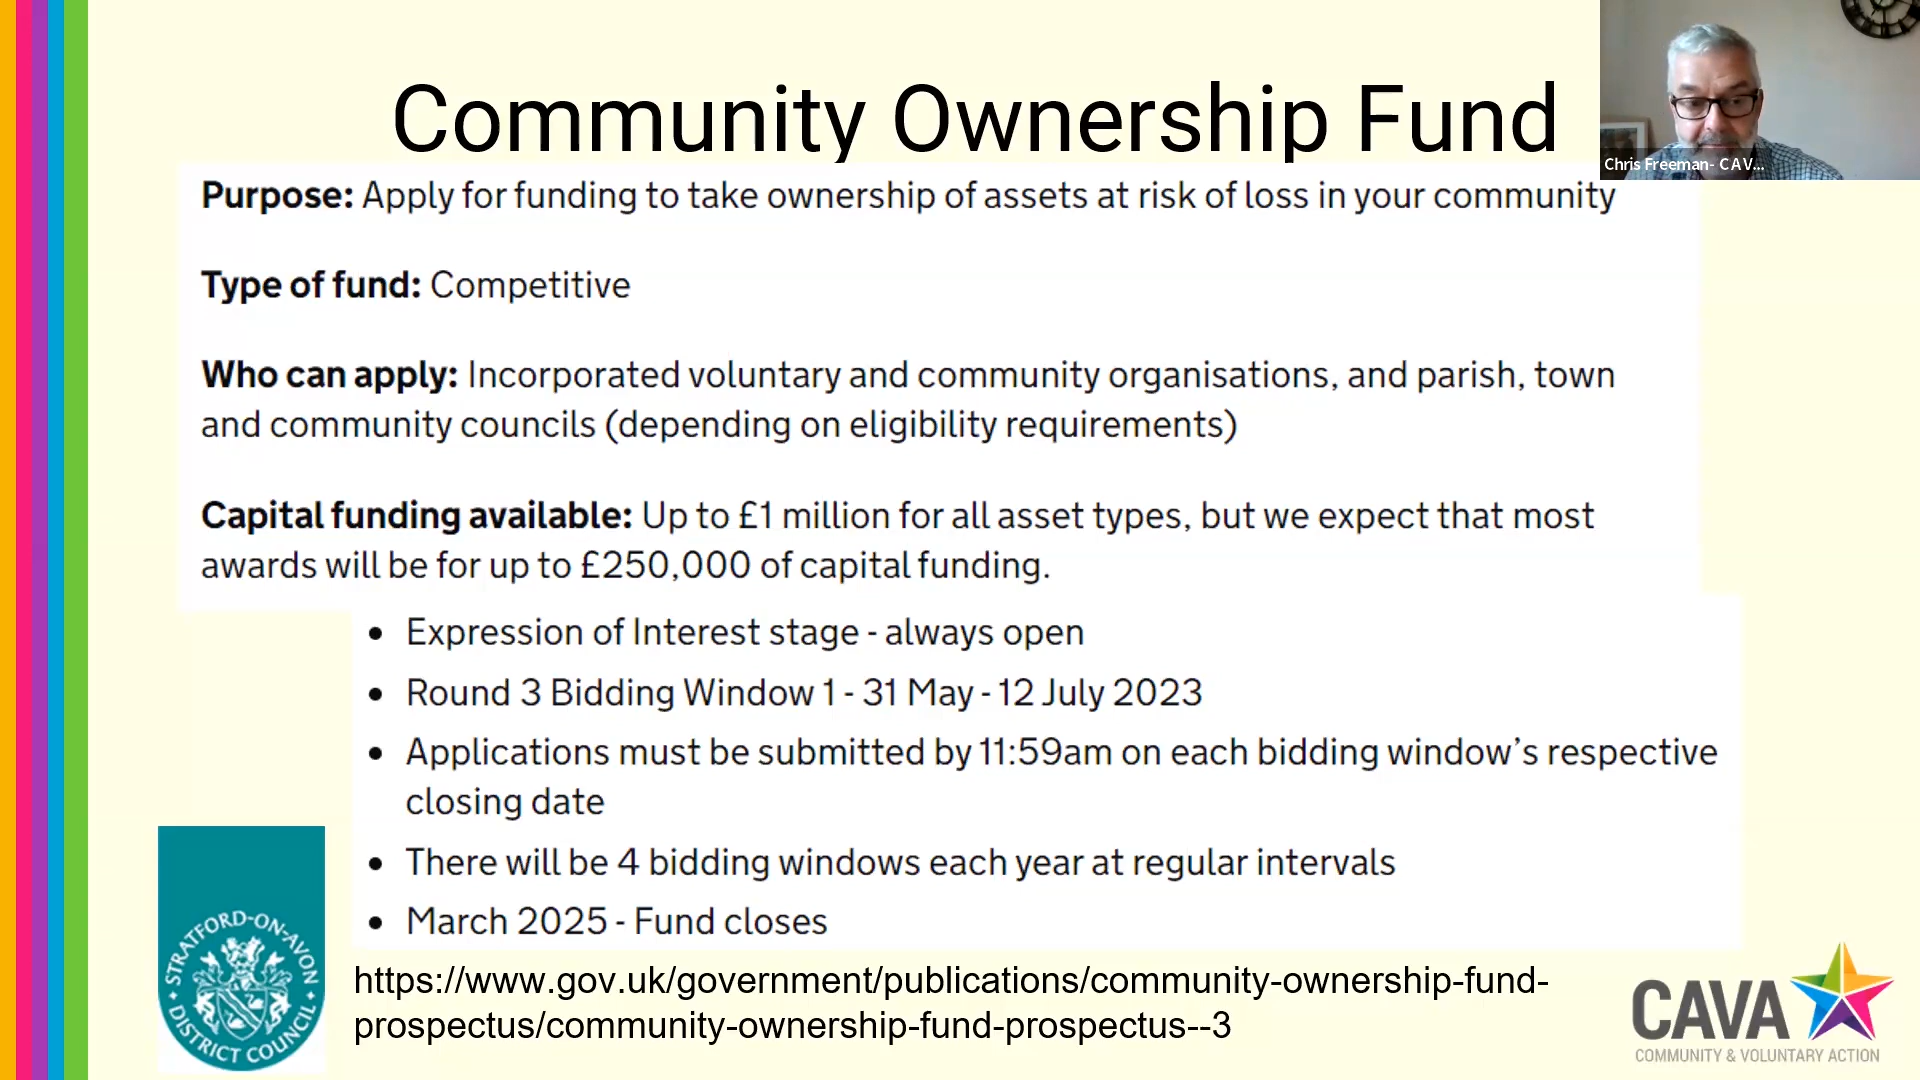 Community Ownership Fund
Chris Freeman- CAV...
Purpose: Apply for funding to take ownership of assets at risk of loss in your community
Type of fund: Competitive
Who can apply: Incorporated voluntary and community organisations, and parish, town
and community councils (depending on eligibility requirements)
Capital funding available: Up to £1 million for all asset types, but we expect that most
awards will be for up to £250,000 of capital funding.
• Expression of Interest stage - always open
• Round 3 Bidding Window 1 - 31 May - 12 July 2023
• Applications must be submitted by 11:59am on each bidding window’s respective
closing date
• There will be 4 bidding windows each year at regular intervals
• March 2025 - Fund closes
STRATFORD-ON-AVON
DISTRICT COUNCIL
https://www.gov.uk/government/publications/community-ownership-fund-
prospectus/community-ownership-fund-prospectus--3
CAVA
COMMUNITY & VOLUNTARY ACTION